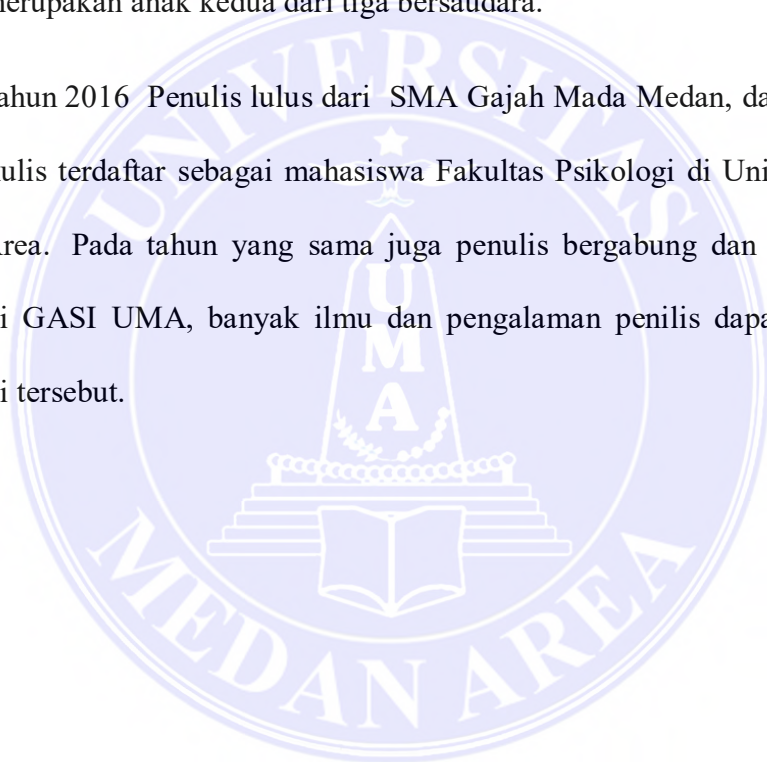 merupakan anak kedua dari tiga bersaudara.
ahun 2016 Penulis lulus dari SMA Gajah Mada Medan, da
ulis terdaftar sebagai mahasiswa Fakultas Psikologi di Uni
rea. Pada tahun yang sama juga penulis bergabung dan
i GASI UMA, banyak ilmu dan pengalaman penilis dapa
i tersebut.
UNIVERSITAS
UMA
MEDAN AREA